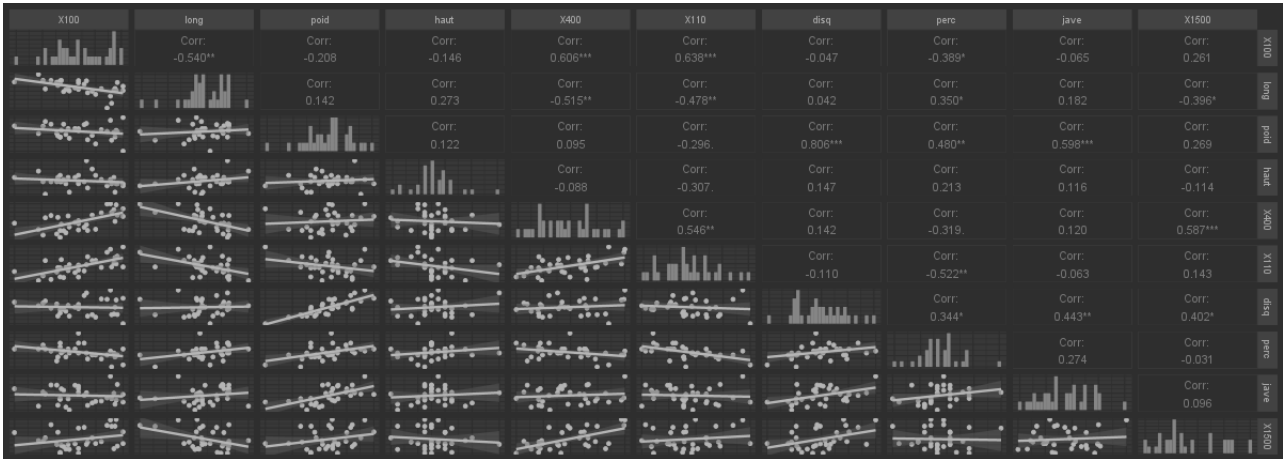 X100 long poid haut X400 X110 disq perc jave X1500
Corr: Corr: Corr: Corr: Corr: Corr: Corr: Corr: Corr: X100
-0.540** -0.208 -0.146 0.606*** 0.638*** -0.047 -0.389* -0.065 0.261
Corr: Corr: Corr: Corr: Corr: Corr: Corr: Corr: long
0.142 0.273 -0.515** -0.478** 0.042 0.350* 0.182 -0.396*
Corr: Corr: Corr: Corr: Corr: Corr: Corr: poid
0.122 0.095 -0.296. 0.806*** 0.480** 0.598*** 0.269
Corr: Corr: Corr: Corr: Corr: Corr: haut
-0.088 -0.307. 0.147 0.213 0.116 -0.114
Corr: Corr: Corr: Corr: Corr: X400
0.546** 0.142 -0.319. 0.120 0.587***
Corr: Corr: Corr: Corr: X110
-0.110 -0.522** -0.063 0.143
Corr: Corr: Corr: disq
0.344* 0.443** 0.402*
Corr: Corr: perc
0.274 -0.031
Corr: jave
0.096
X1500